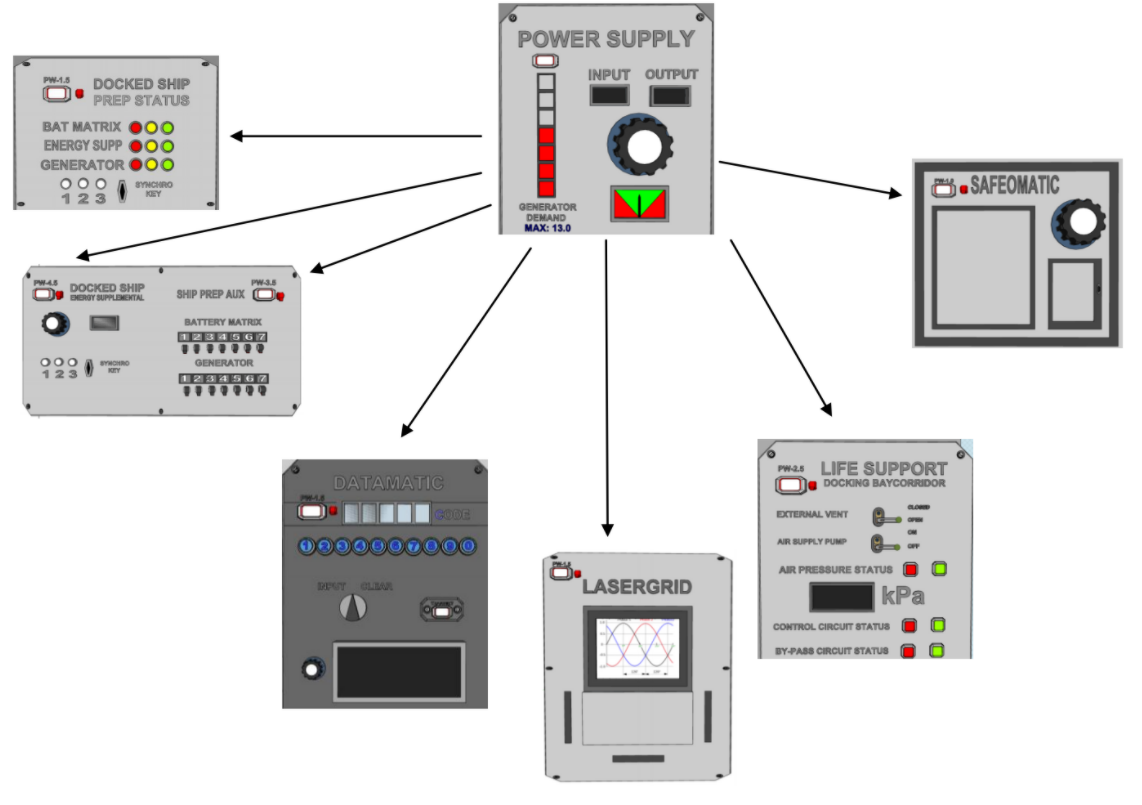 POWER SUPPLY
INPUT OUTPUT
GENERATOR
DEMAND
MAX: 13.0
PW-1.5
DOCKED SHIP
PREP STATUS
BAT MATRIX
ENERGY SUPP
GENERATOR
1 2 3
SYNCHRO
KEY
SAFEOMATIC
PW-4.5
DOCKED SHIP
ENERGY SUPPLEMENTAL
SHIP PREP AUX
PW-3.5
BATTERY MATRIX
1 2 3 4 5 6 7
GENERATOR
1 2 3 4 5 6 7
1 2 3
SYNCHRO
KEY
DATAMATIC
PW-1.5
CODE
1 2 3 4 5 6 7 8 9 0
INPUT CLEAR
PW-1.5
LASERGRID
PW-2.5
LIFE SUPPORT
DOCKING BAYCORRIDOR
EXTERNAL VENT
CLOSED
OPEN
AIR SUPPLY PUMP
ON
OFF
AIR PRESSURE STATUS
kPa
CONTROL CIRCUIT STATUS
BY-PASS CIRCUIT STATUS